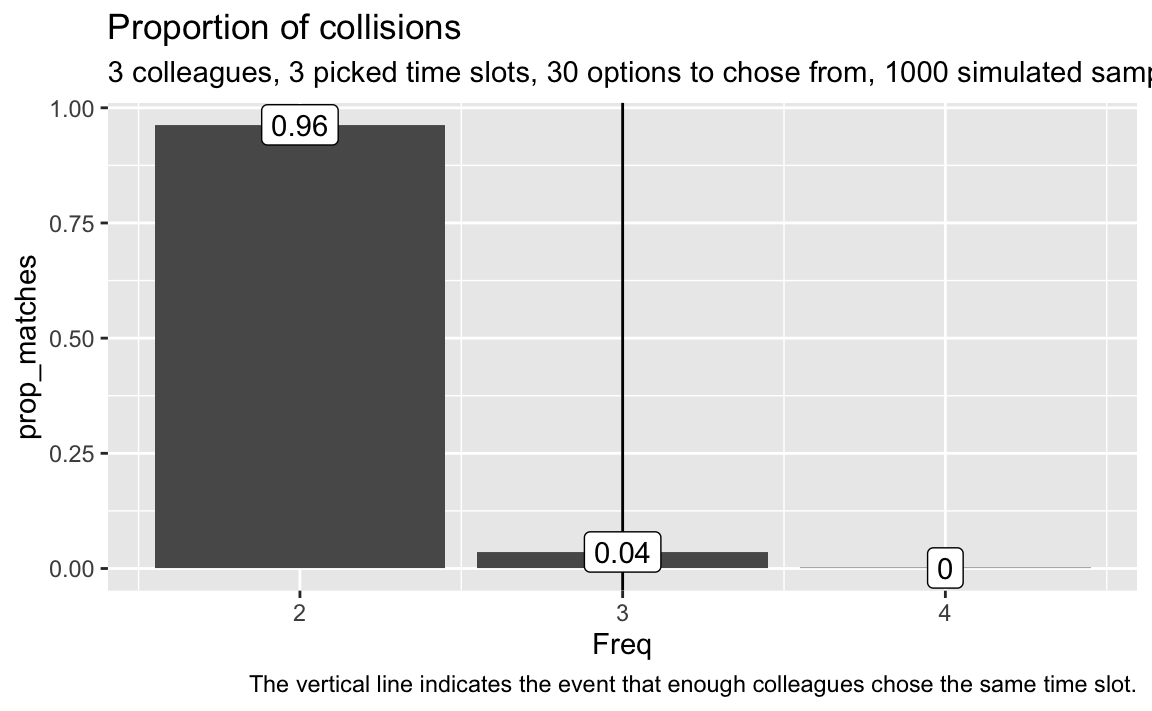 Proportion of collisions
3 colleagues, 3 picked time slots, 30 options to chose from, 1000 simulated
1.00
0.96
0.75
prop_matches
0.50
0.25
0.04
0
0.00
2 3 4
Freq
The vertical line indicates the event that enough colleagues chose the same time slot.